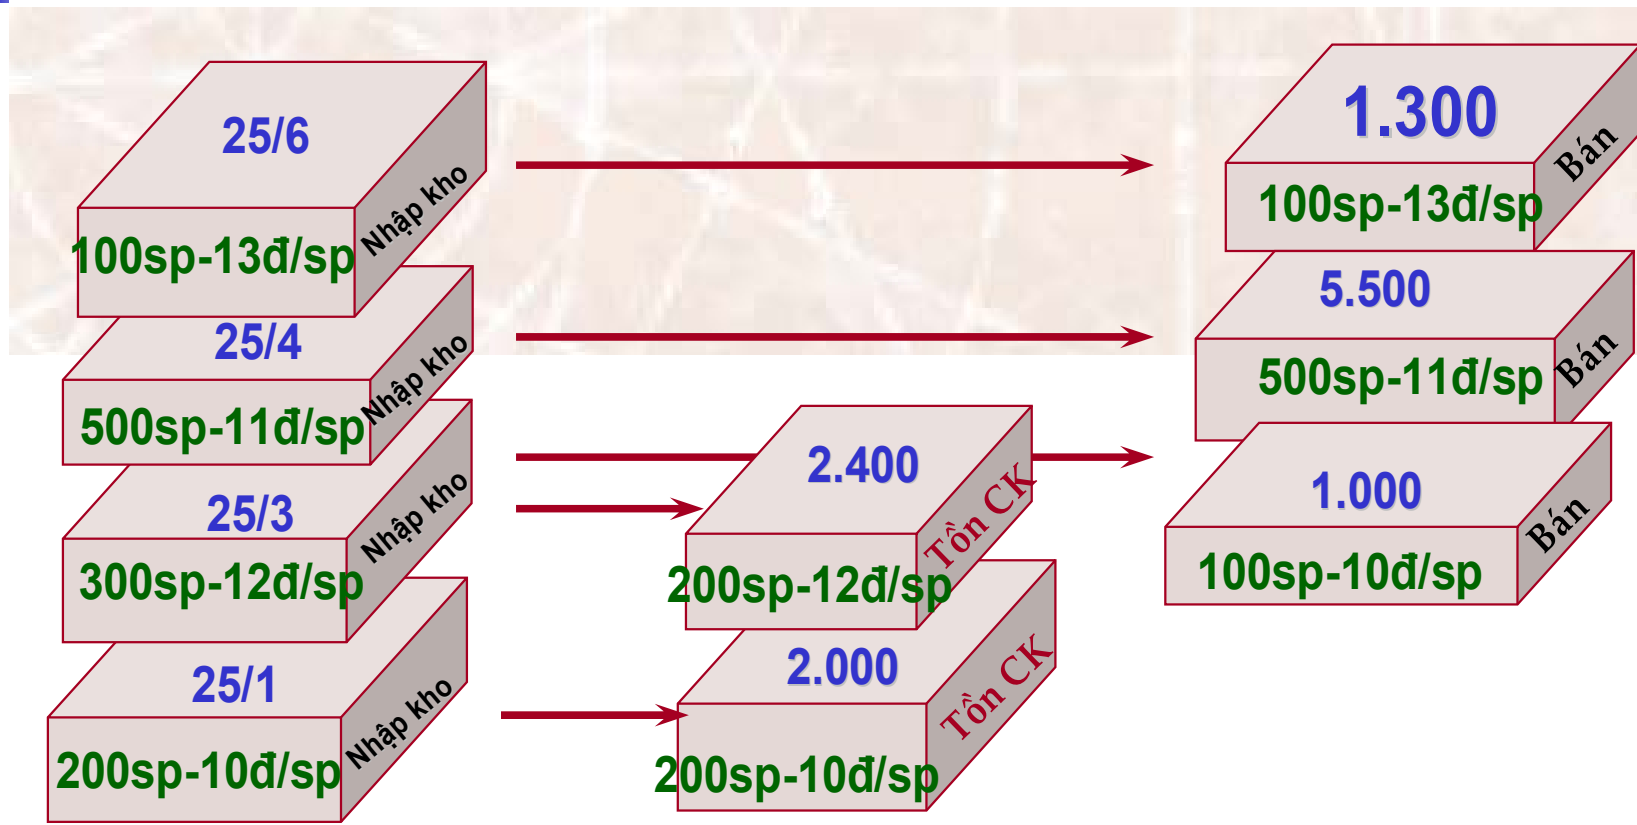 25/6
Nhập kho
100sp-13đ/sp
25/4
Nhập kho
500sp-11đ/sp
25/3
Nhập kho
300sp-12đ/sp
25/1
Nhập kho
200sp-10đ/sp
2.400
Tồn CK
200sp-12đ/sp
2.000
Tồn CK
200sp-10đ/sp
1.300
Bán
100sp-13đ/sp
5.500
Bán
500sp-11đ/sp
1.000
Bán
100sp-10đ/sp